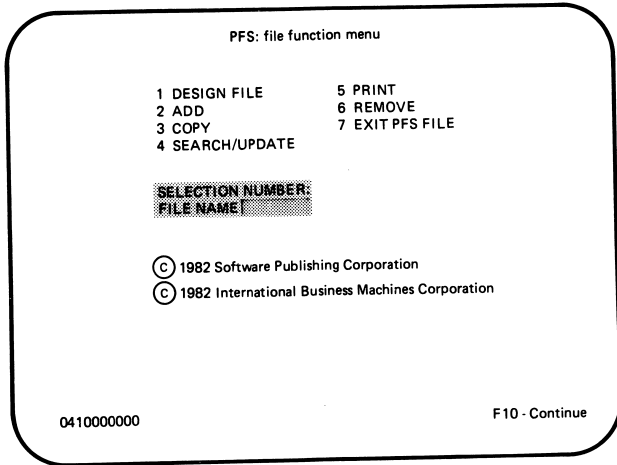 PFS: file function menu
1 DESIGN FILE 5 PRINT
2 ADD 6 REMOVE
3 COPY 7 EXIT PFS FILE
4 SEARCH/UPDATE
SELECTION NUMBER:
FILE NAME
© 1982 Software Publishing Corporation
© 1982 International Business Machines Corporation
0410000000 F10 - Continue